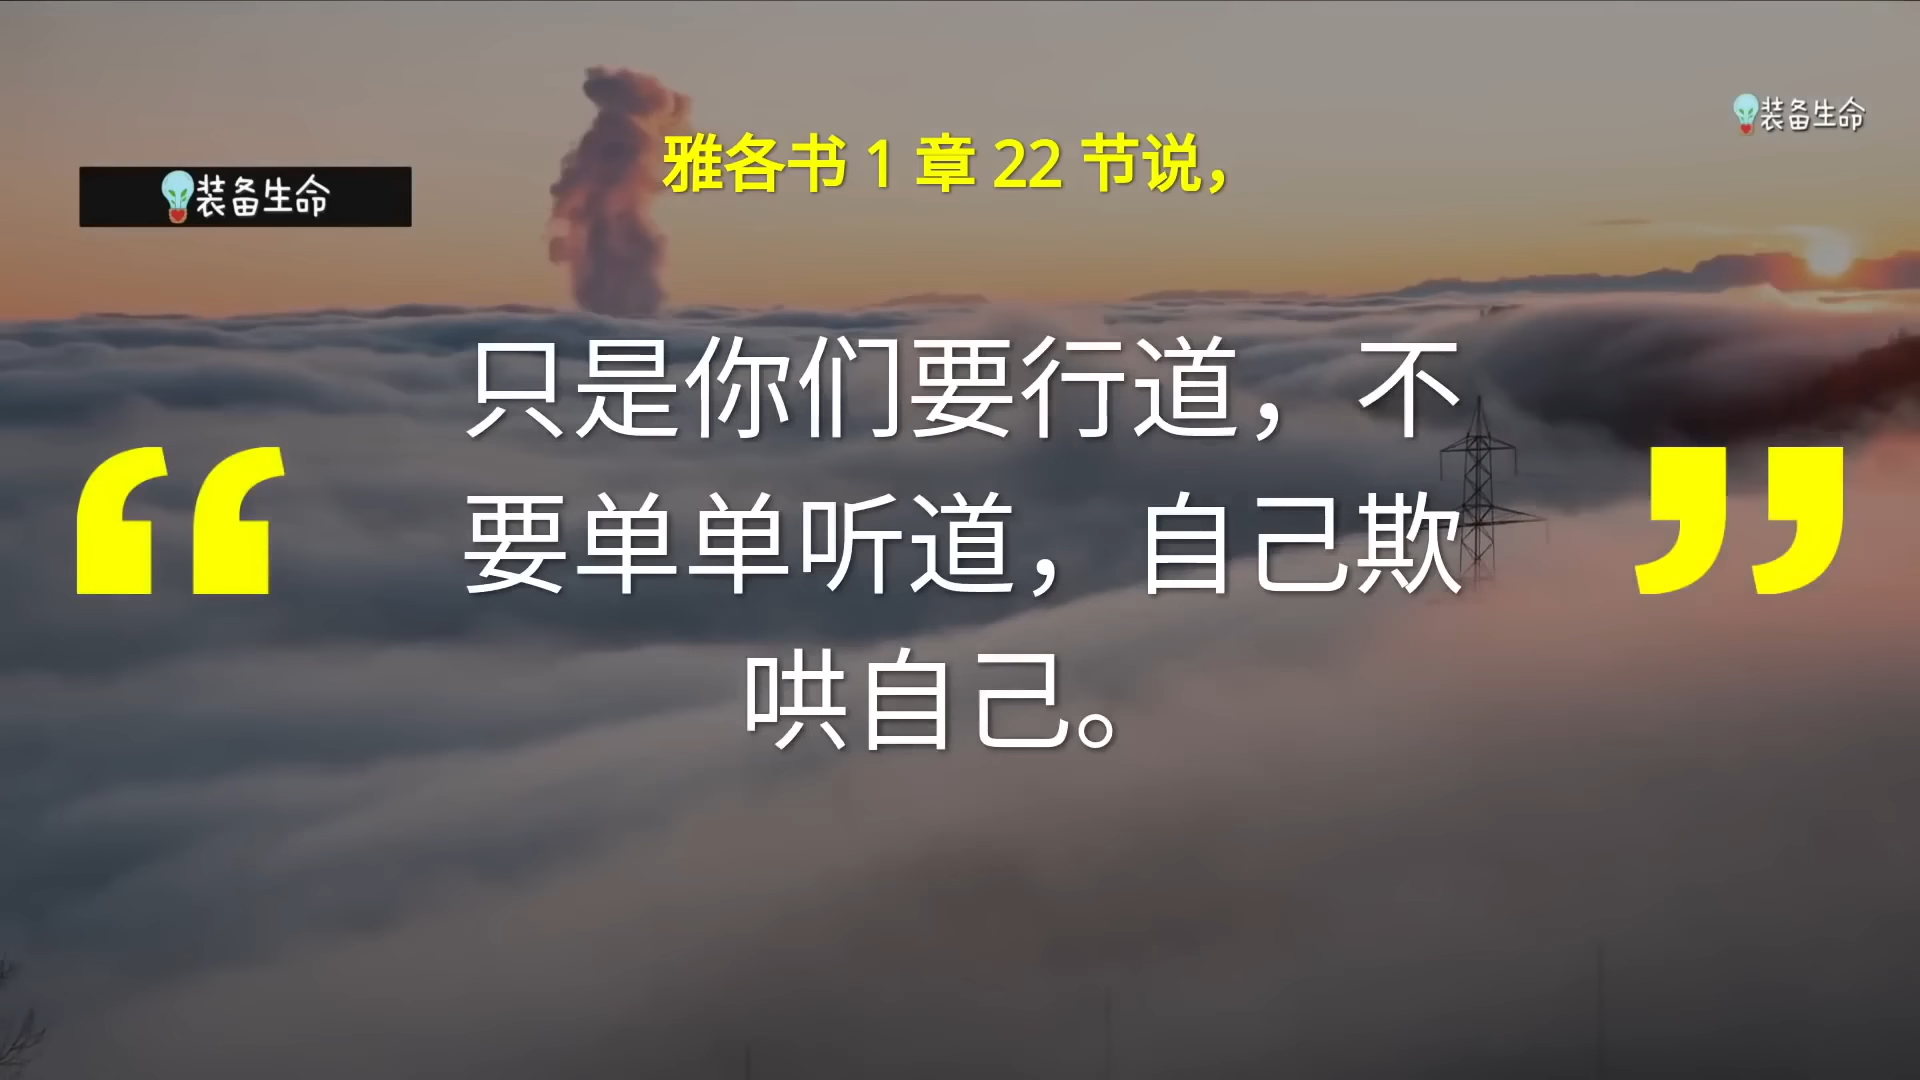 装备生命
雅各书 1 章 22 节说，
装备生命
“
只是你们要行道，不
要单单听道，自己欺
哄自己。
”